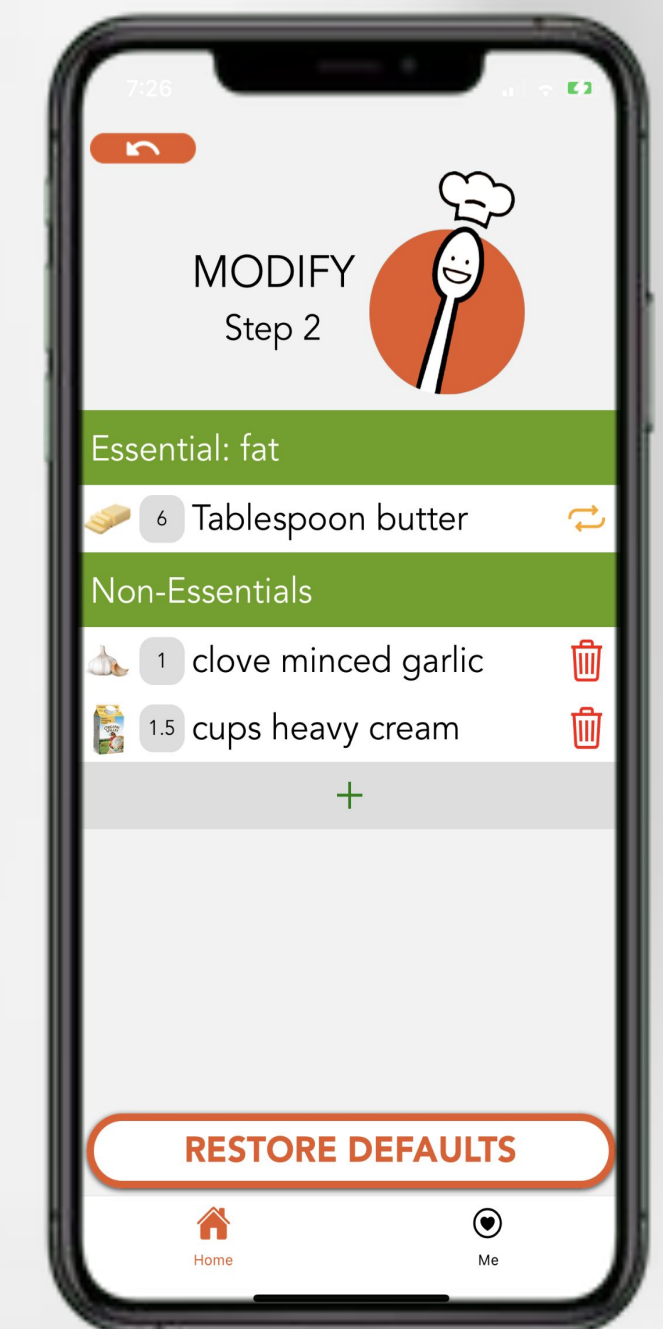 7:26
MODIFY
Step 2
Essential: fat
6 Tablespoon butter
Non-Essentials
1 clove minced garlic
1.5 cups heavy cream
+
RESTORE DEFAULTS
Home
Me